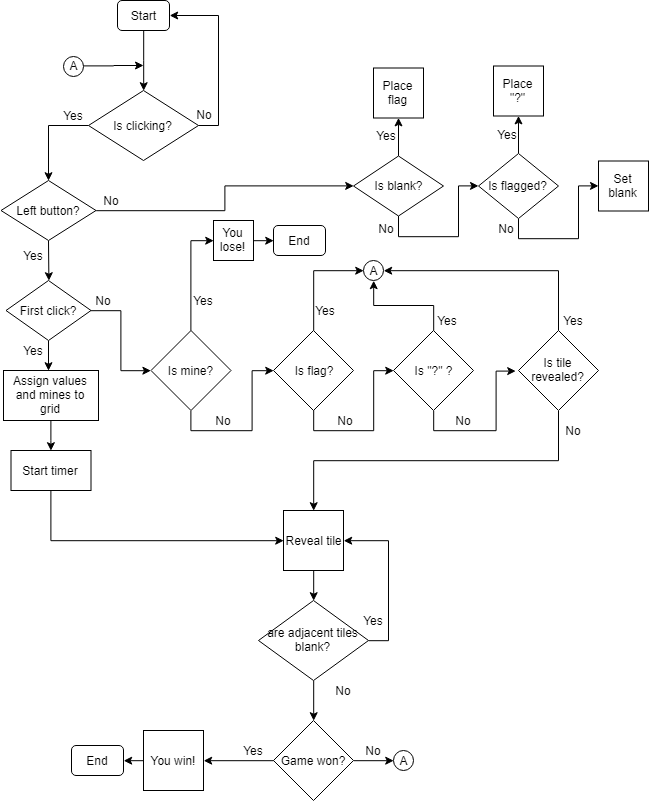 Start
A
Is clicking?
Yes
No
Place
flag
Place
"?"
Yes
Yes
Left button?
No
Is blank?
Is flagged?
Set
blank
No
No
Yes
You
lose!
End
A
First click?
No
Yes
Yes
Yes
Yes
Yes
Assign values
and mines to
grid
Is mine?
Is flag?
Is "?" ?
Is tile
revealed?
No
No
No
No
Start timer
Reveal tile
are adjacent tiles
blank?
Yes
No
End
You win!
Yes
Game won?
No
A